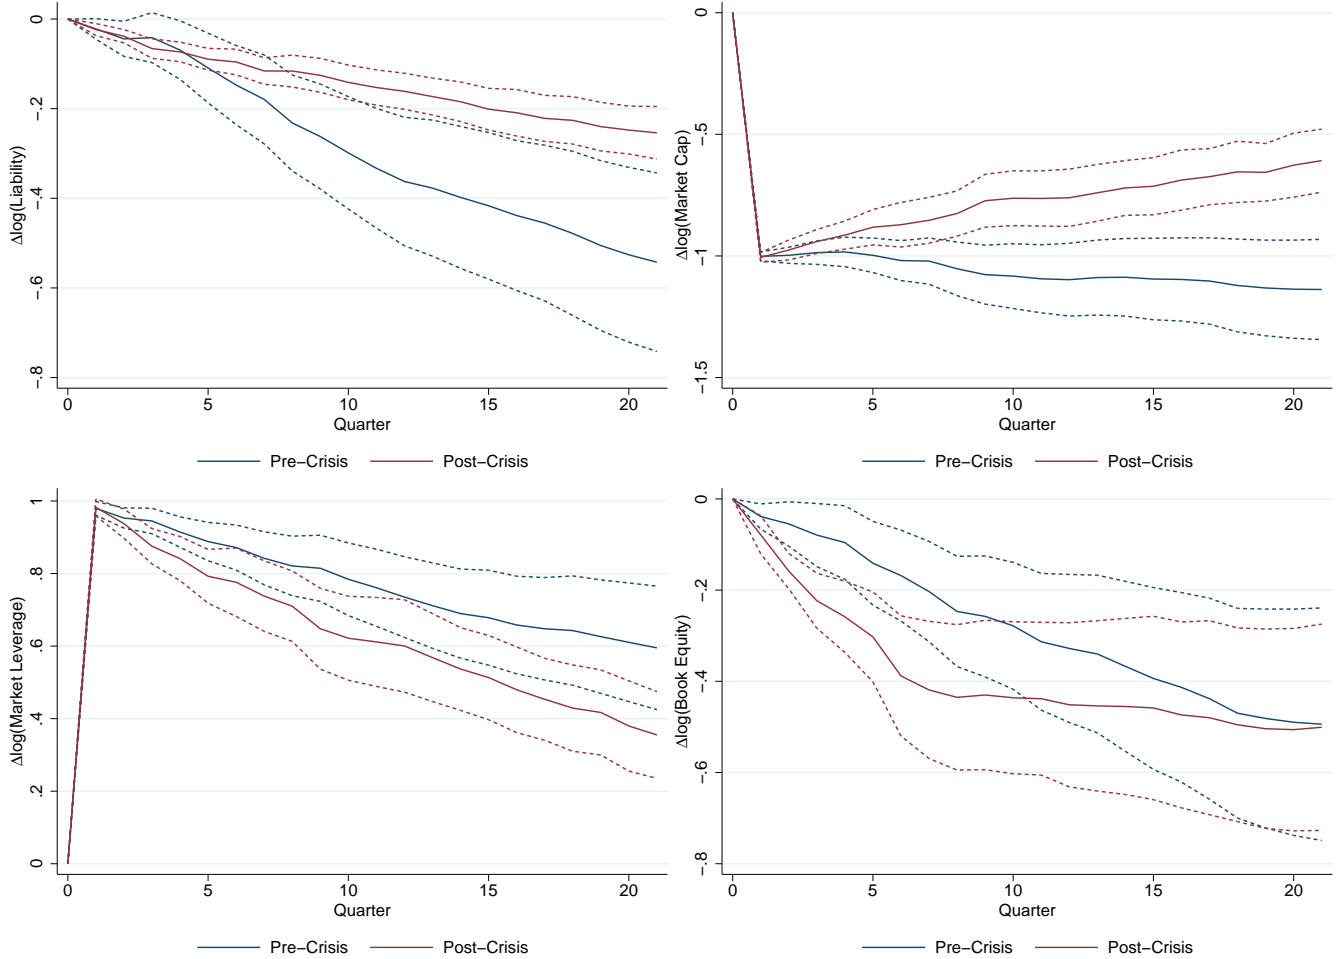 Δlog(Liability)
0
−.2
−.4
−.6
−.8
0 5 10 15 20
Quarter
Pre−Crisis Post−Crisis
Δlog(Market Cap)
0
−.5
−1
−1.5
0 5 10 15 20
Quarter
Pre−Crisis Post−Crisis
Δlog(Market Leverage)
1
.8
.6
.4
.2
0
0 5 10 15 20
Quarter
Pre−Crisis Post−Crisis
Δlog(Book Equity)
0
−.2
−.4
−.6
−.8
0 5 10 15 20
Quarter
Pre−Crisis Post−Crisis